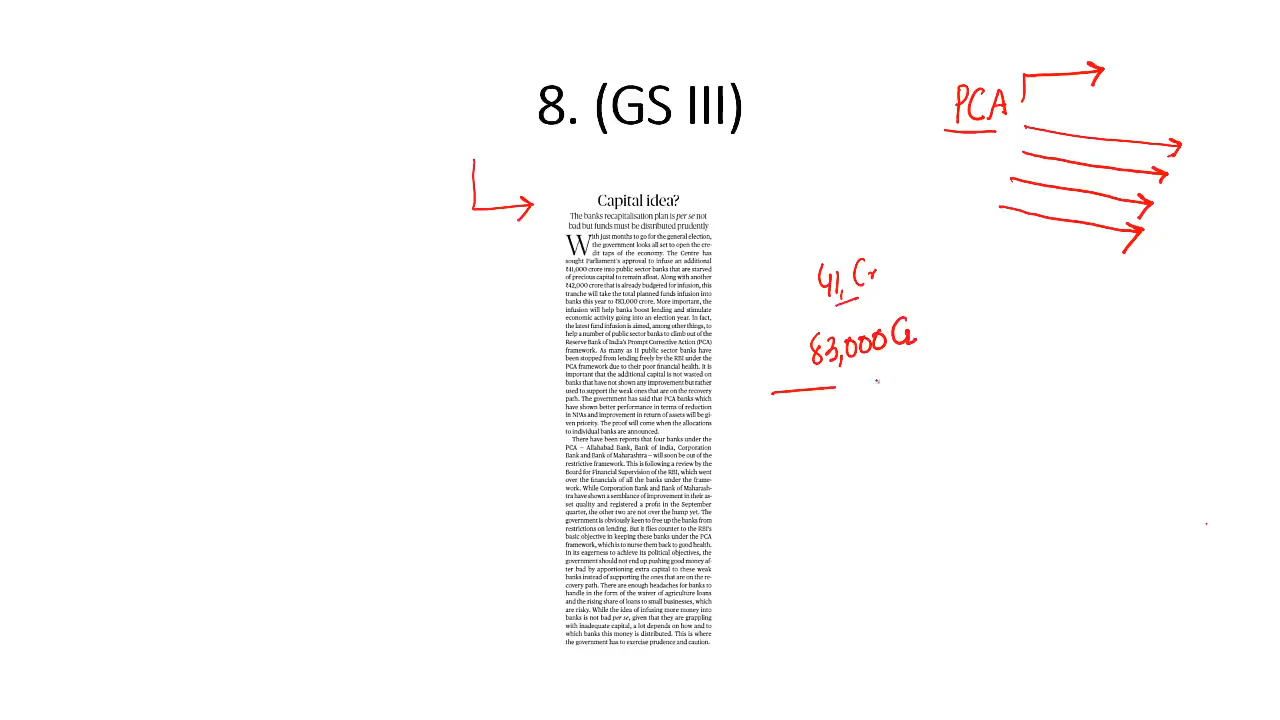 8. (GS III)
PCA
Capital idea?
The banks recapitalisation plan is per se not
bad but funds must be distributed prudently
With just months to go for the general election,
the government looks all set to open the cre-
dit taps of the economy. The Centre has
sought Parliament's approval to infuse an additional
₹41,000 crore into public sector banks that are starved
of precious capital to remain afloat. Along with another
₹42,000 crore that is already budgeted for infusion, this
tranche will take the total planned funds infusion into
banks this year to ₹83,000 crore. More important, the
infusion will help banks boost lending and stimulate
economic activity going into an election year. In fact,
the latest fund infusion is aimed, among other things, to
help a number of public sector banks to climb out of the
Reserve Bank of India's Prompt Corrective Action (PCA)
framework. As many as 11 public sector banks have
been stopped from lending freely by the RBI under the
PCA framework due to their poor financial health. It is
important that the additional capital is not wasted on
banks that have not shown any improvement but rather
used to support the weak ones that are on the recovery
path. The government has said that PCA banks which
have shown better performance in terms of reduction
in NPAs and improvement in return of assets will be gi-
ven priority. The proof will come when the allocations
to individual banks are announced.
There have been reports that four banks under the
PCA — Allahabad Bank, Bank of India, Corporation
Bank and Bank of Maharashtra — will soon be out of the
restrictive framework. This is following a review by the
Board for Financial Supervision of the RBI, which went
over the financials of all the banks under the frame-
work. While Corporation Bank and Bank of Maharash-
tra have shown a semblance of improvement in their as-
set quality and registered a profit in the September
quarter, the other two are not over the hump yet. The
government is obviously keen to free up the banks from
restrictions on lending. But it flies counter to the RBI's
basic objective in keeping these banks under the PCA
framework, which is to nurse them back to good health.
In its eagerness to achieve its political objectives, the
government should not end up pushing good money af-
ter bad by apportioning extra capital to these weak
banks instead of supporting the ones that are on the re-
covery path. There are enough headaches for banks to
handle in the form of the waiver of agriculture loans
and the rising share of loans to small businesses, which
are risky. While the idea of infusing more money into
banks is not bad per se, given that they are grappling
with inadequate capital, a lot depends on how and to
which banks this money is distributed. This is where
the government has to exercise prudence and caution.
41, Cr
83,000 Cr